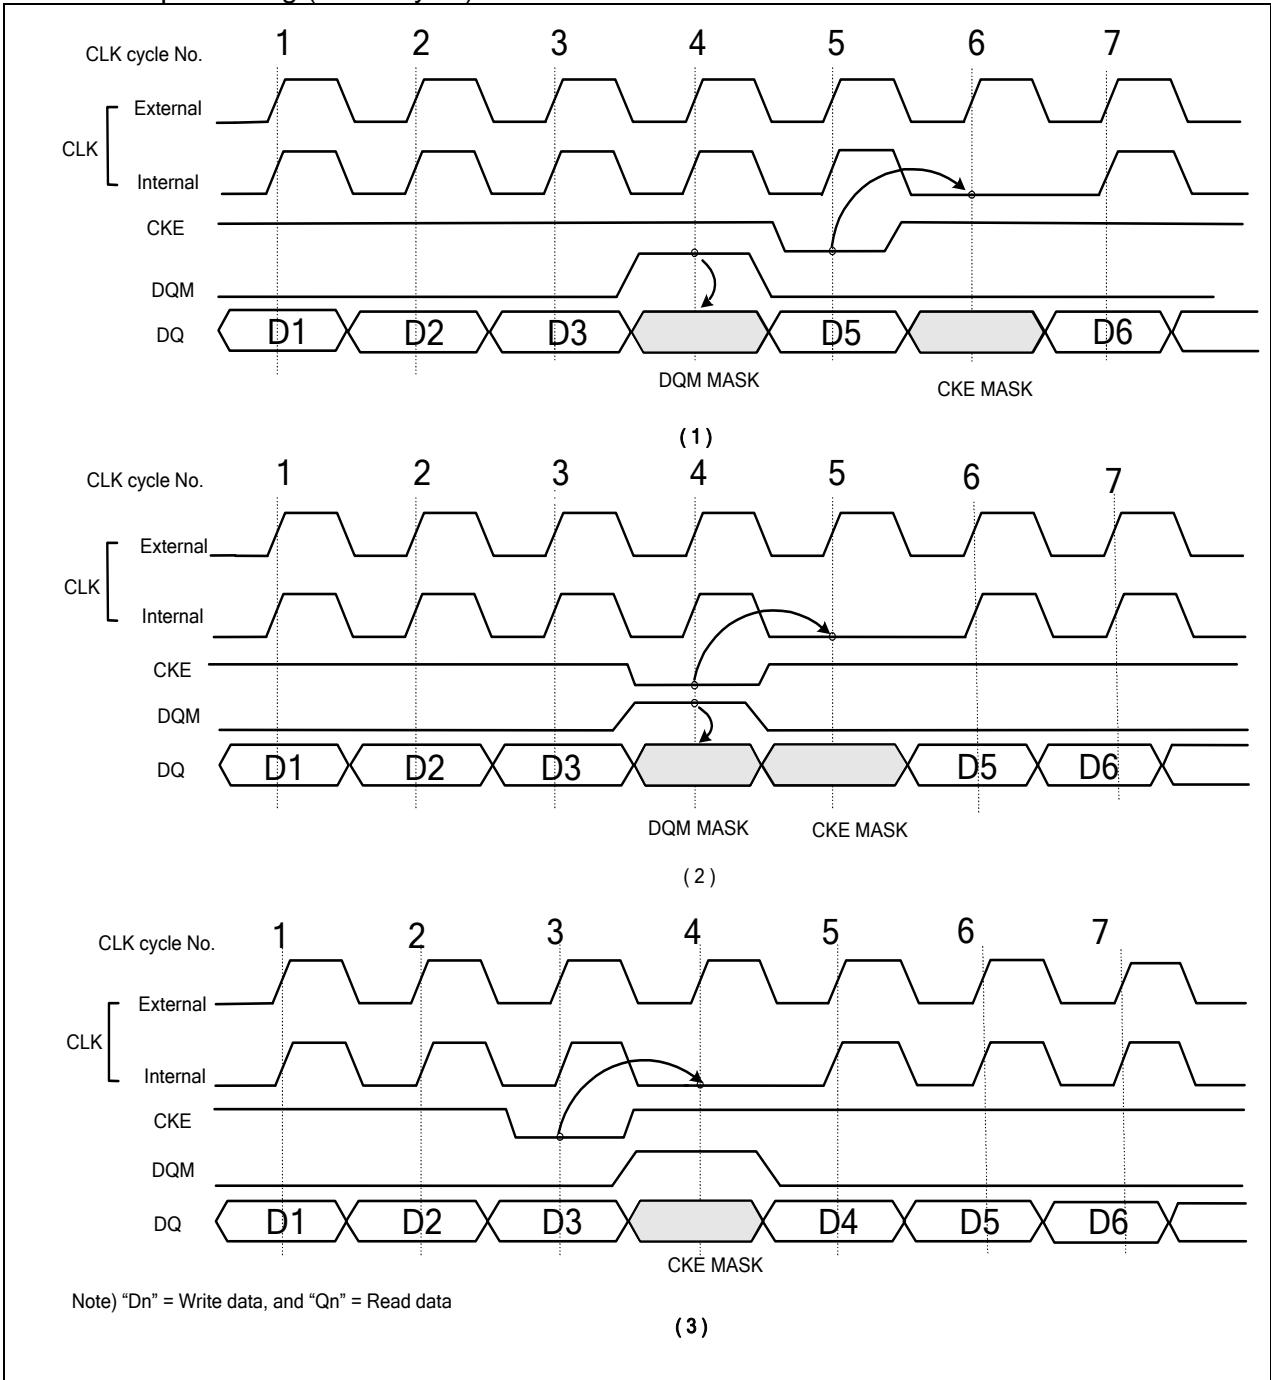 CLK cycle No. 1 2 3 4 5 6 7
External
CLK
Internal
CKE
DQM
DQ D1 D2 D3 D5 D6
DQM MASK CKE MASK
( 1 )
CLK cycle No. 1 2 3 4 5 6 7
External
CLK
Internal
CKE
DQM
DQ D1 D2 D3 D5 D6
DQM MASK CKE MASK
( 2 )
CLK cycle No. 1 2 3 4 5 6 7
External
CLK
Internal
CKE
DQM
DQ D1 D2 D3 D4 D5 D6
CKE MASK
Note) “Dn” = Write data, and “Qn” = Read data
( 3 )